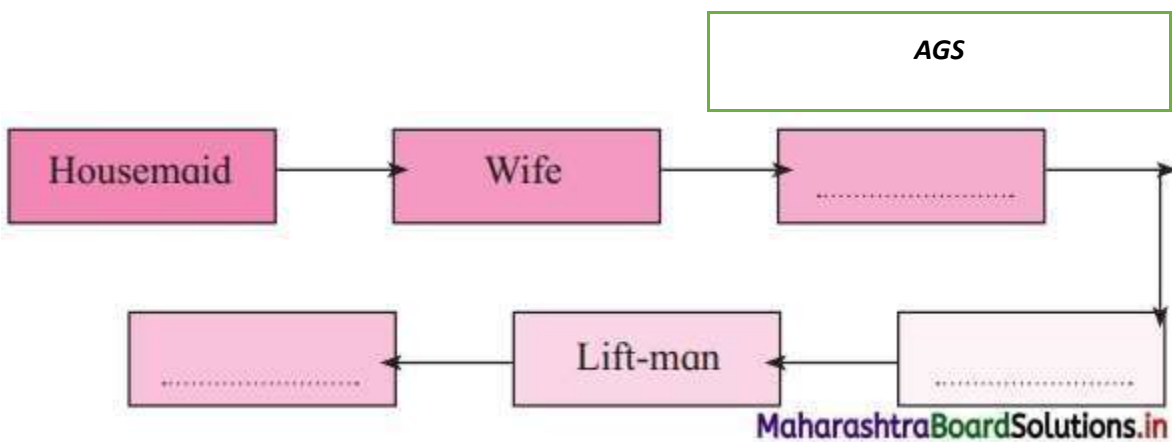 AGS
Housemaid
Wife
....................
....................
Lift-man
....................
MaharashtraBoardSolutions.in